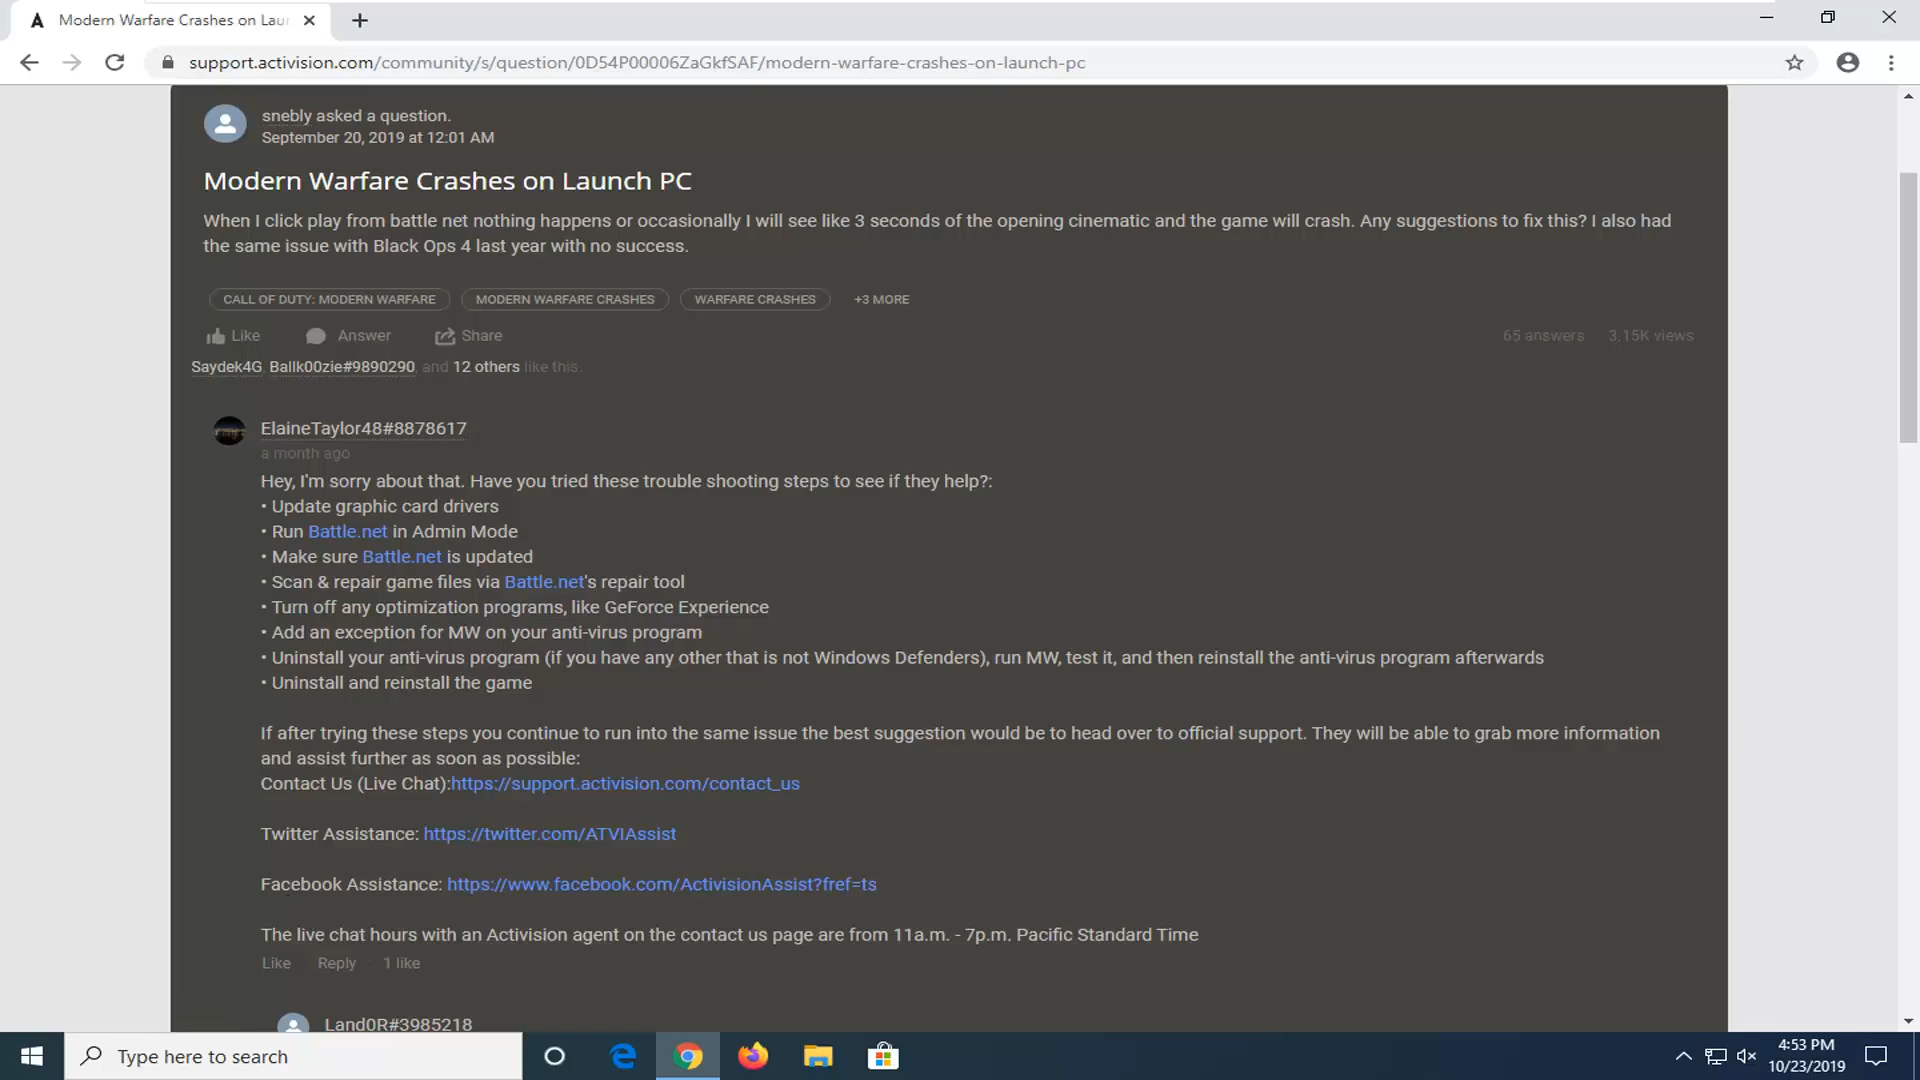 Modern Warfare Crashes on Lau
support.activision.com/community/s/question/0D54P00006ZaGkfSAF/modern-warfare-crashes-on-launch-pc
snebly asked a question.
September 20, 2019 at 12:01 AM
Modern Warfare Crashes on Launch PC
When I click play from battle net nothing happens or occasionally I will see like 3 seconds of the opening cinematic and the game will crash. Any suggestions to fix this? I also had
the same issue with Black Ops 4 last year with no success.
CALL OF DUTY: MODERN WARFARE MODERN WARFARE CRASHES WARFARE CRASHES +3 MORE
Like Answer Share 65 answers 3.15K views
Saydek4G, Ballk00zie#9890290, and 12 others like this.
ElaineTaylor48#8878617
a month ago
Hey, I'm sorry about that. Have you tried these trouble shooting steps to see if they help?:
• Update graphic card drivers
• Run Battle.net in Admin Mode
• Make sure Battle.net is updated
• Scan & repair game files via Battle.net's repair tool
• Turn off any optimization programs, like GeForce Experience
• Add an exception for MW on your anti-virus program
• Uninstall your anti-virus program (if you have any other that is not Windows Defenders), run MW, test it, and then reinstall the anti-virus program afterwards
• Uninstall and reinstall the game
If after trying these steps you continue to run into the same issue the best suggestion would be to head over to official support. They will be able to grab more information
and assist further as soon as possible:
Contact Us (Live Chat):https://support.activision.com/contact_us
Twitter Assistance: https://twitter.com/ATVIAssist
Facebook Assistance: https://www.facebook.com/ActivisionAssist?fref=ts
The live chat hours with an Activision agent on the contact us page are from 11a.m. - 7p.m. Pacific Standard Time
Like Reply 1 like
Land0R#3985218
Type here to search
4:53 PM
10/23/2019